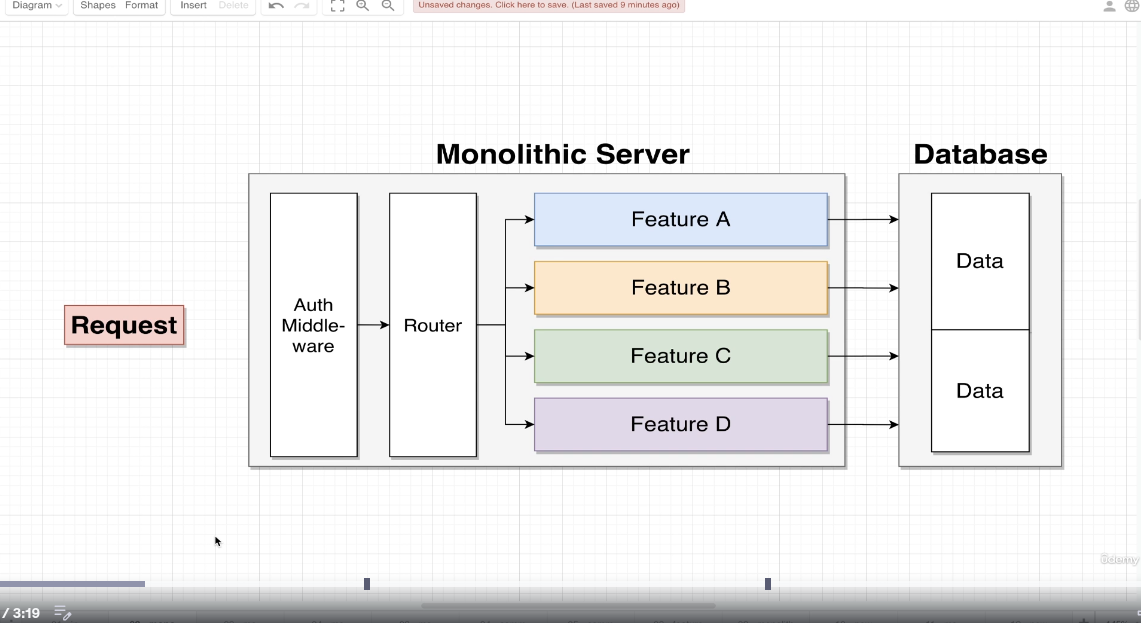 Diagram
Shapes Format
Insert Delete
Unsaved changes. Click here to save. (Last saved 9 minutes ago)
Monolithic Server
Database
Request
Auth
Middle-
ware
Router
Feature A
Feature B
Feature C
Feature D
Data
Data
ûdemy
/ 3:19